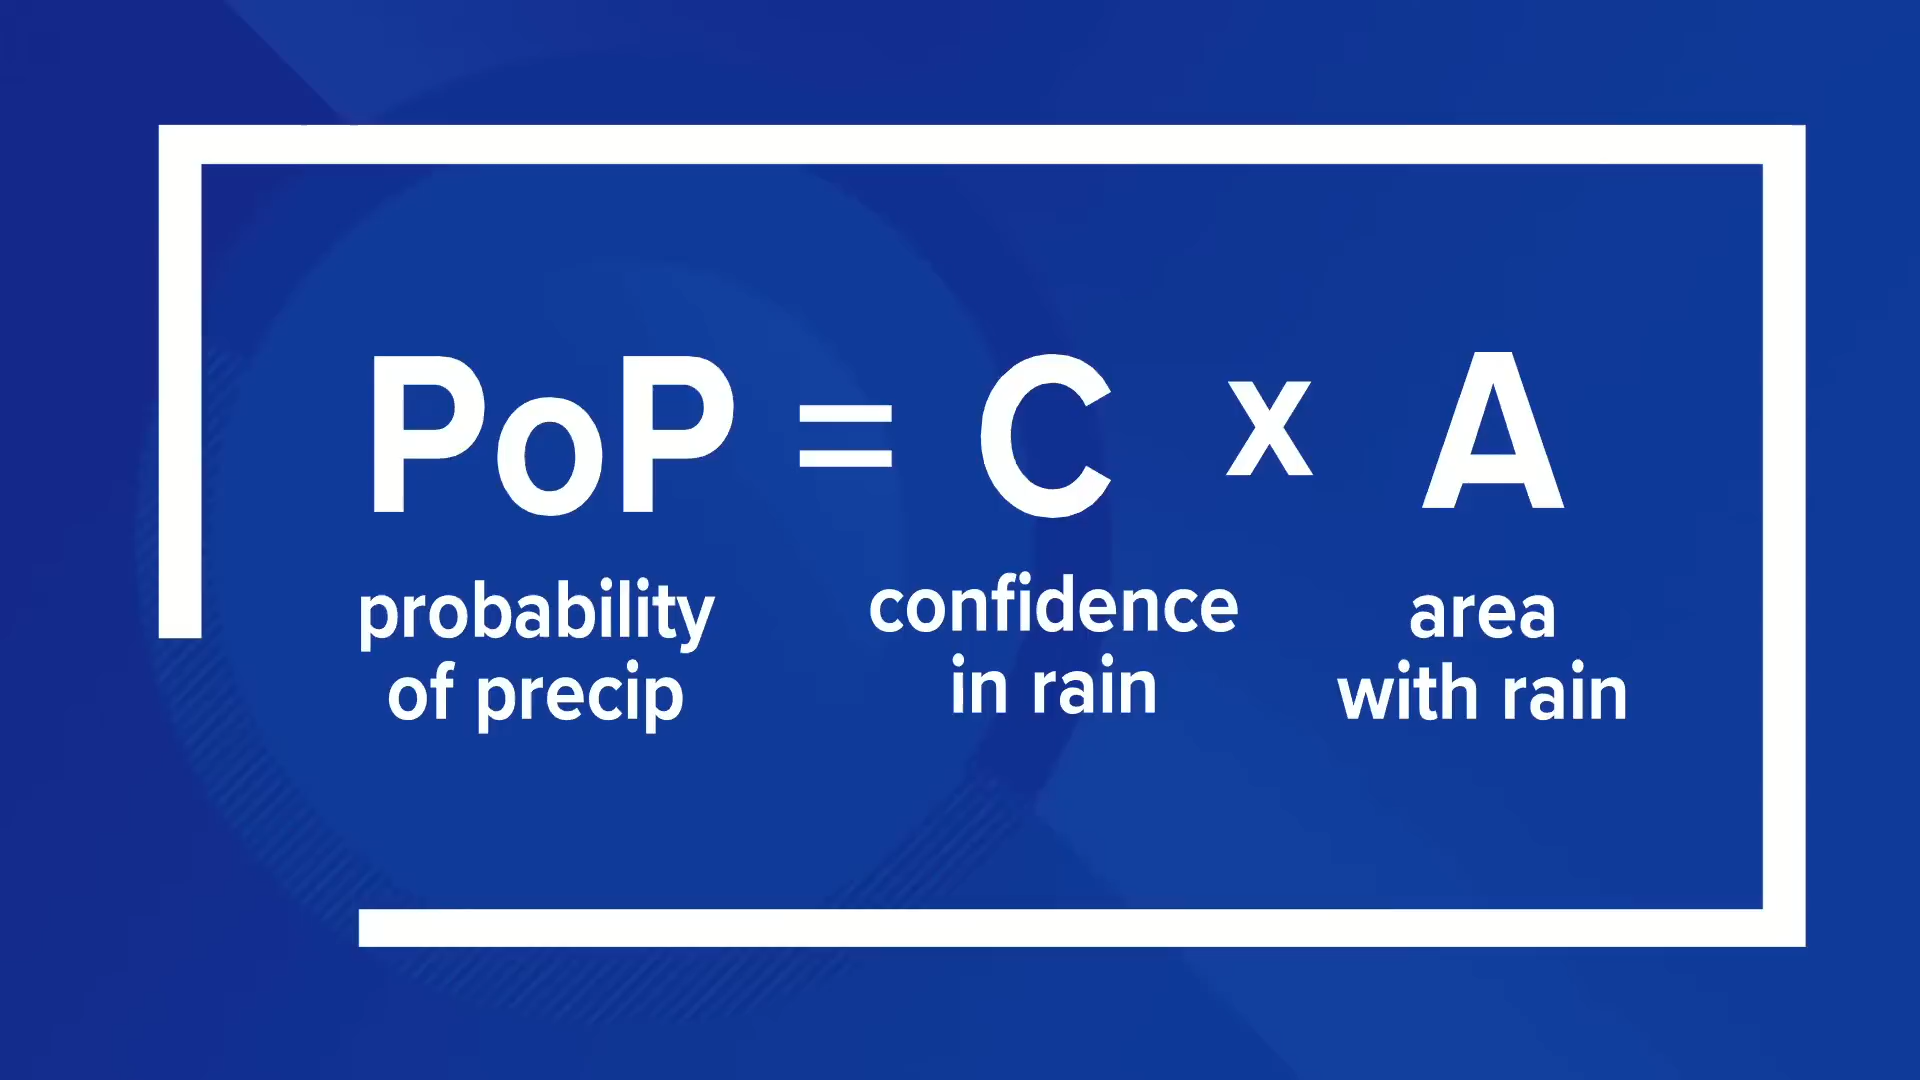 PoP = C x A
probability
of precip
confidence
in rain
area
with rain